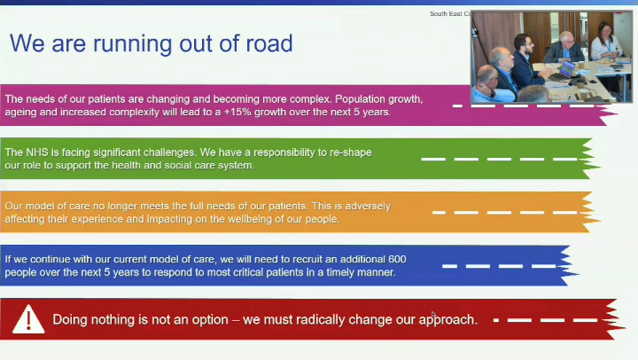 South East Co
We are running out of road
The needs of our patients are changing and becoming more complex. Population growth,
ageing and increased complexity will lead to a +15% growth over the next 5 years.
The NHS is facing significant challenges. We have a responsibility to re-shape
our role to support the health and social care system.
Our model of care no longer meets the full needs of our patients. This is adversely
affecting their experience and impacting on the wellbeing of our people.
If we continue with our current model of care, we will need to recruit an additional 600
people over the next 5 years to respond to most critical patients in a timely manner.
Doing nothing is not an option – we must radically change our approach.